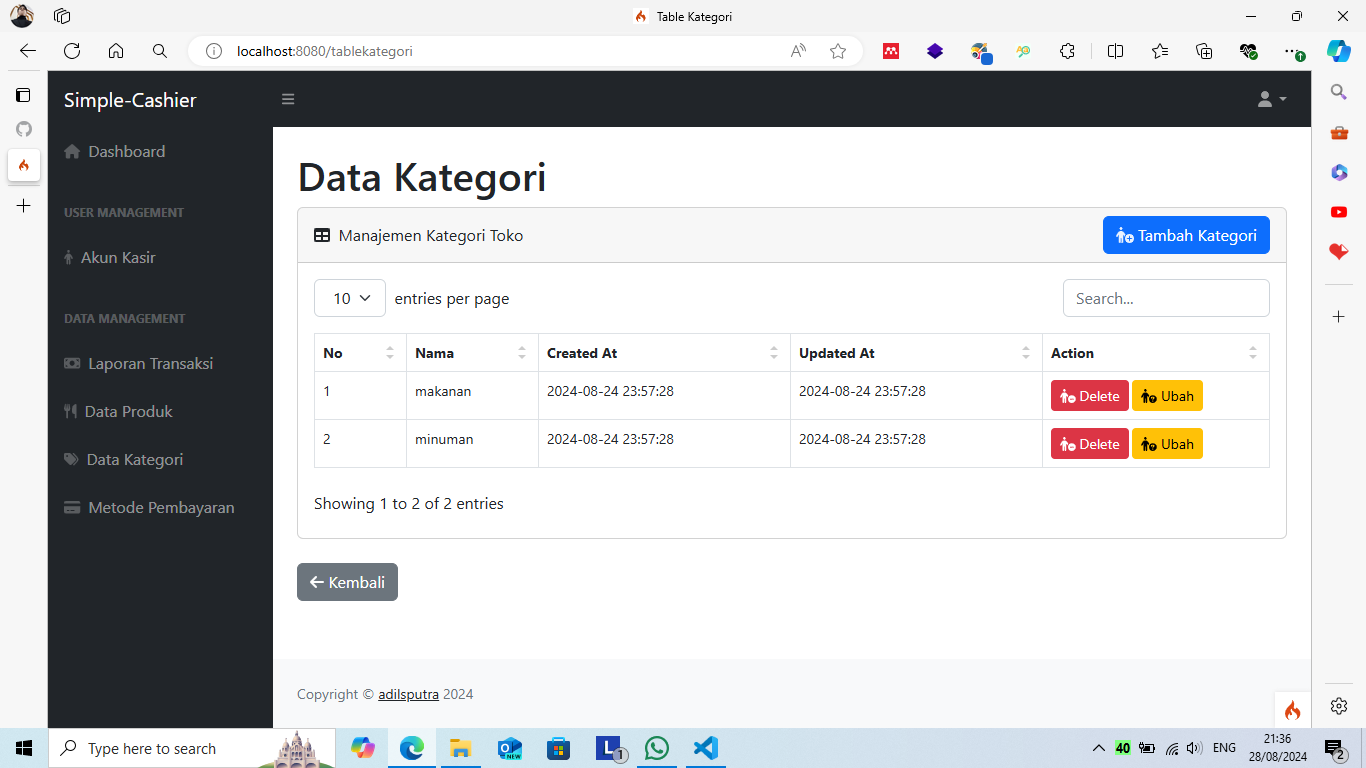 Table Kategori
localhost:8080/tablekategori
Simple-Cashier
Dashboard
USER MANAGEMENT
Akun Kasir
DATA MANAGEMENT
Laporan Transaksi
Data Produk
Data Kategori
Metode Pembayaran
Data Kategori
Manajemen Kategori Toko
Tambah Kategori
10 entries per page
Search...
No Nama Created At Updated At Action
1 makanan 2024-08-24 23:57:28 2024-08-24 23:57:28 Delete Ubah
2 minuman 2024-08-24 23:57:28 2024-08-24 23:57:28 Delete Ubah
Showing 1 to 2 of 2 entries
Kembali
Copyright © adilsputra 2024
Type here to search
NEW
L 1
40
ENG
21:36
28/08/2024
2